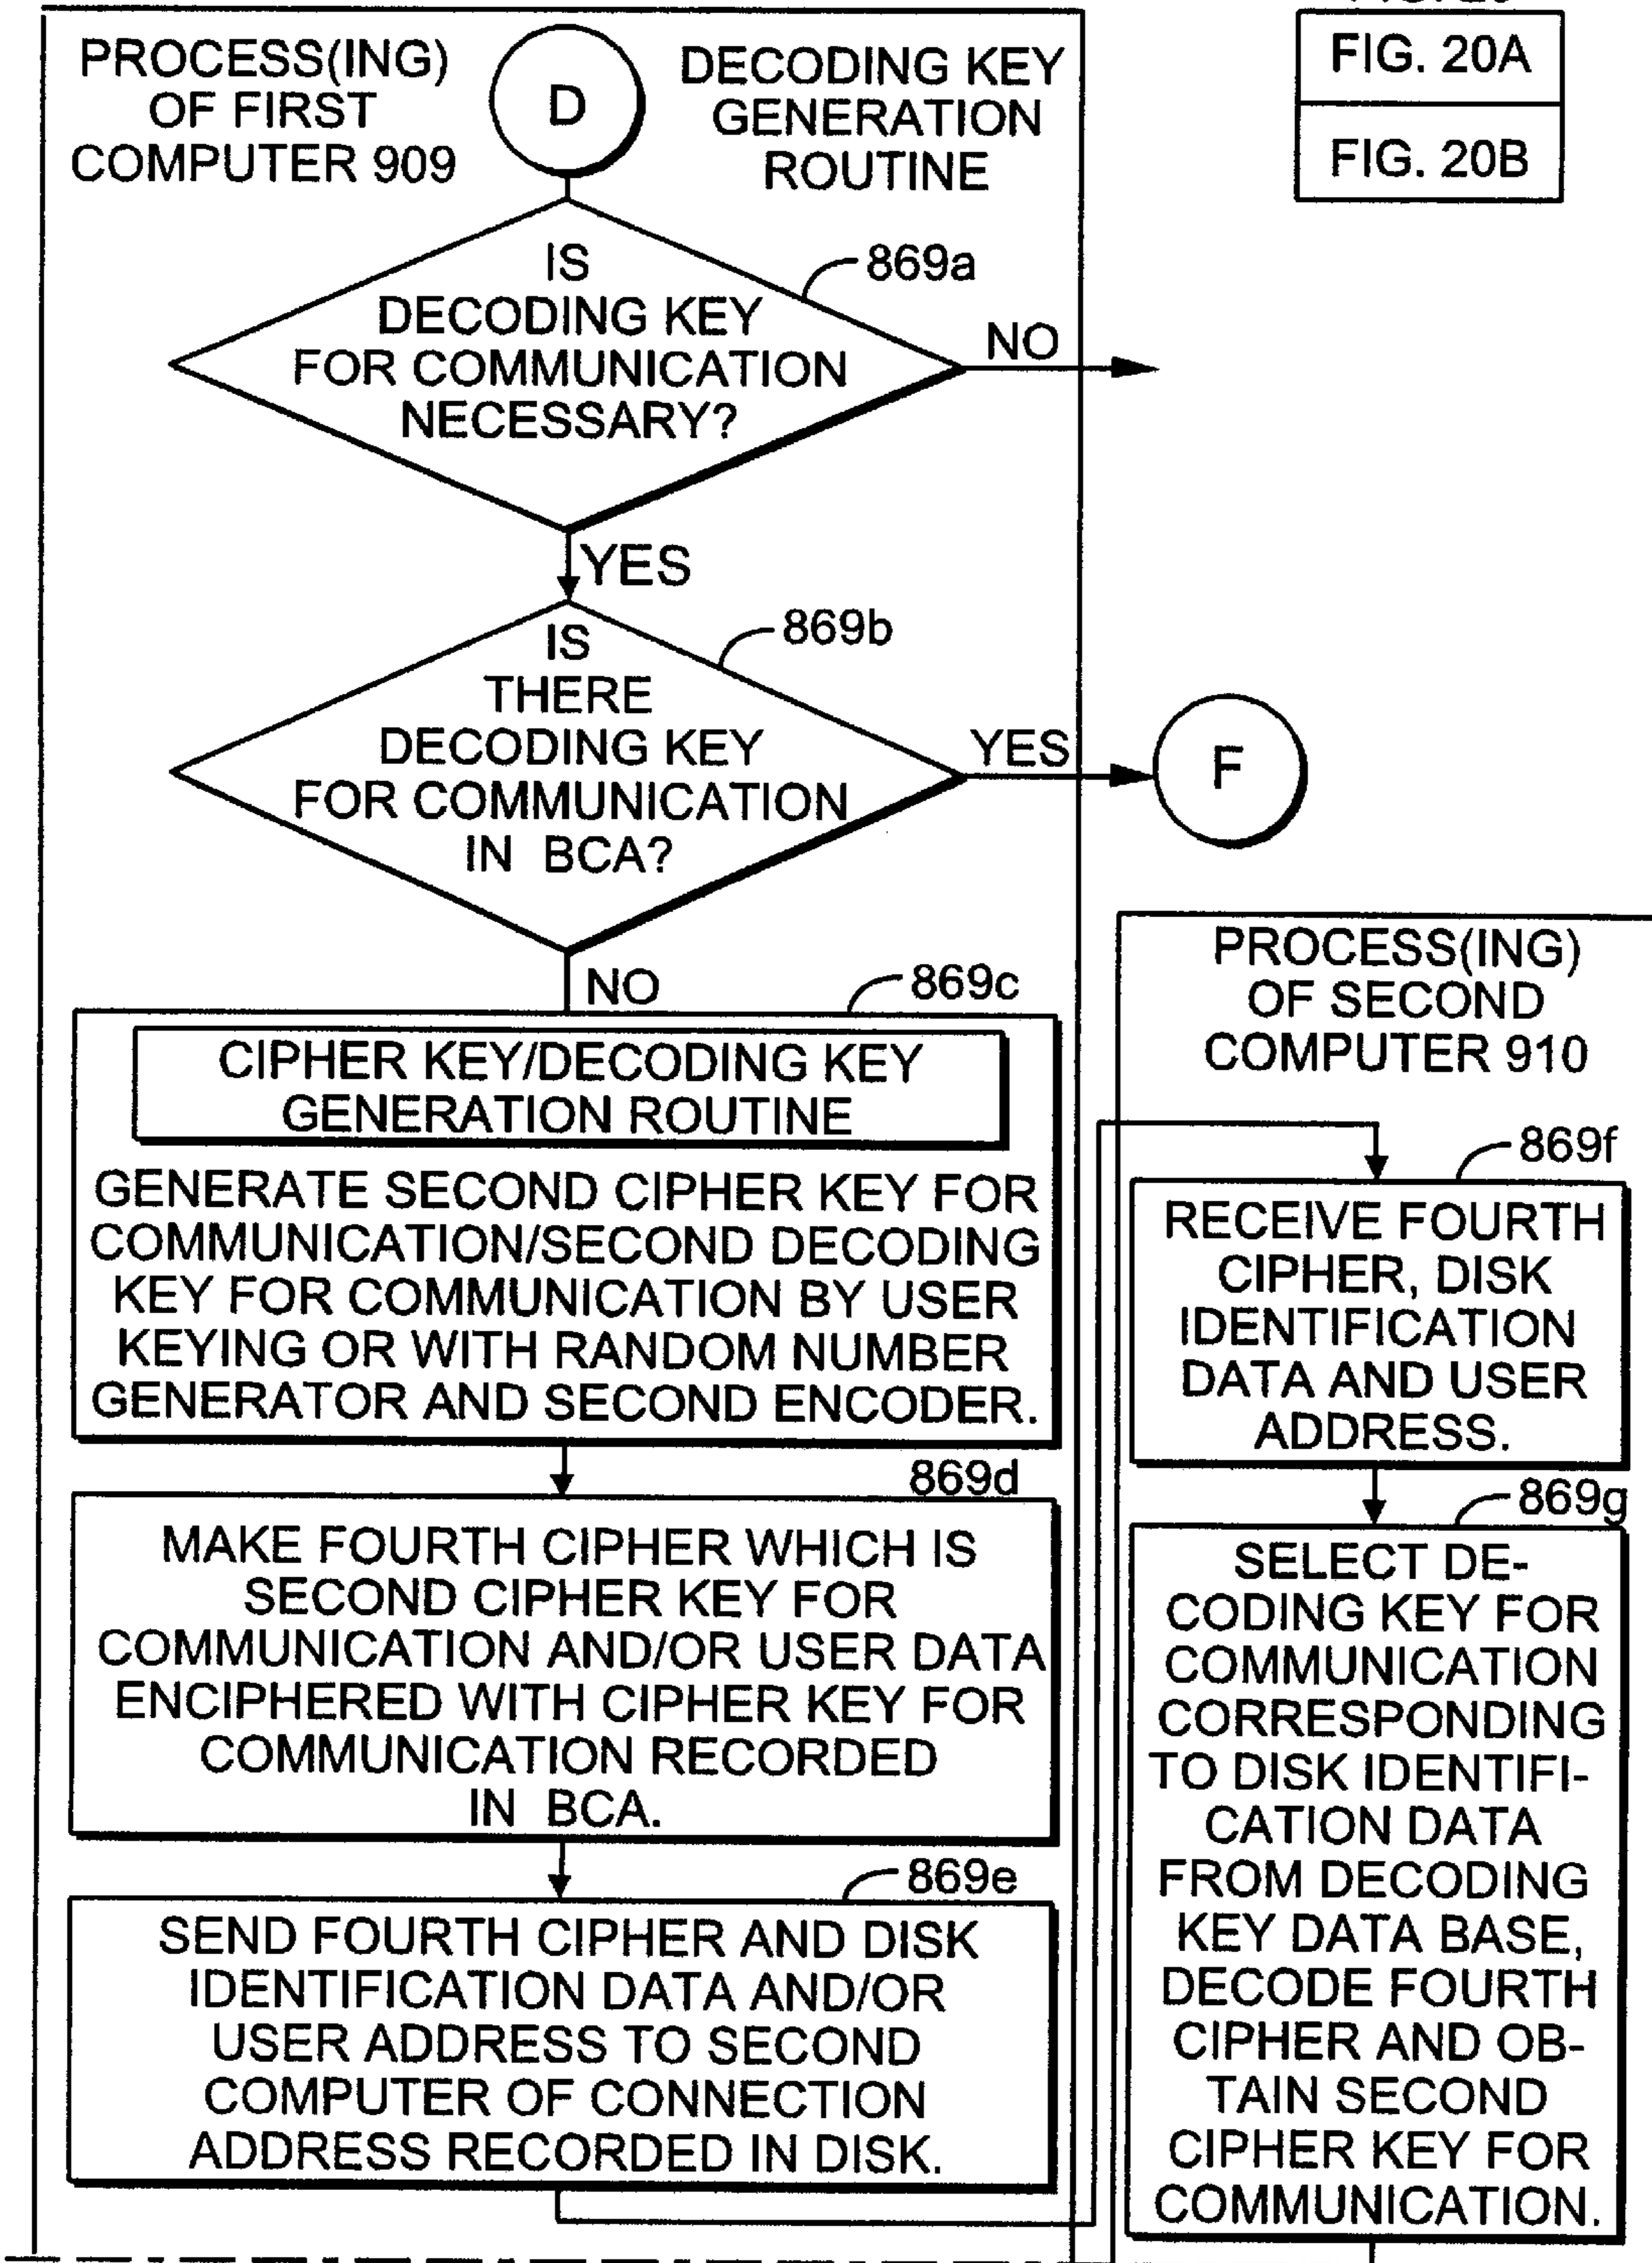 PROCESS(ING)
OF FIRST
COMPUTER 909
D
DECODING KEY
GENERATION
ROUTINE
FIG. 20A
FIG. 20B
IS
DECODING KEY
FOR COMMUNICATION
NECESSARY?
869a
NO
YES
IS
THERE
DECODING KEY
FOR COMMUNICATION
IN BCA?
869b
YES
F
NO
869c
CIPHER KEY/DECODING KEY
GENERATION ROUTINE
GENERATE SECOND CIPHER KEY FOR
COMMUNICATION/SECOND DECODING
KEY FOR COMMUNICATION BY USER
KEYING OR WITH RANDOM NUMBER
GENERATOR AND SECOND ENCODER.
869d
MAKE FOURTH CIPHER WHICH IS
SECOND CIPHER KEY FOR
COMMUNICATION AND/OR USER DATA
ENCIPHERED WITH CIPHER KEY FOR
COMMUNICATION RECORDED
IN BCA.
869e
SEND FOURTH CIPHER AND DISK
IDENTIFICATION DATA AND/OR
USER ADDRESS TO SECOND
COMPUTER OF CONNECTION
ADDRESS RECORDED IN DISK.
PROCESS(ING)
OF SECOND
COMPUTER 910
869f
RECEIVE FOURTH
CIPHER, DISK
IDENTIFICATION
DATA AND USER
ADDRESS.
869g
SELECT DE-
CODING KEY FOR
COMMUNICATION
CORRESPONDING
TO DISK IDENTIFI-
CATION DATA
FROM DECODING
KEY DATA BASE,
DECODE FOURTH
CIPHER AND OB-
TAIN SECOND
CIPHER KEY FOR
COMMUNICATION.